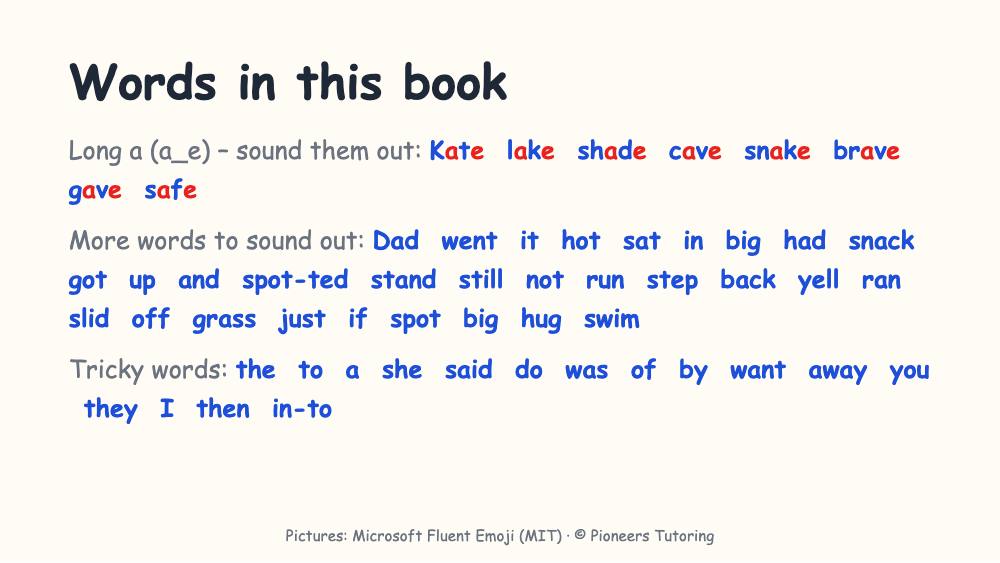 Words in this book
Long a (a_e) – sound them out: Kate lake shade cave snake brave
gave safe
More words to sound out: Dad went it hot sat in big had snack
got up and spot-ted stand still not run step back yell ran
slid off grass just if spot big hug swim
Tricky words: the to a she said do was of by want away you
they I then in-to
Pictures: Microsoft Fluent Emoji (MIT) · © Pioneers Tutoring